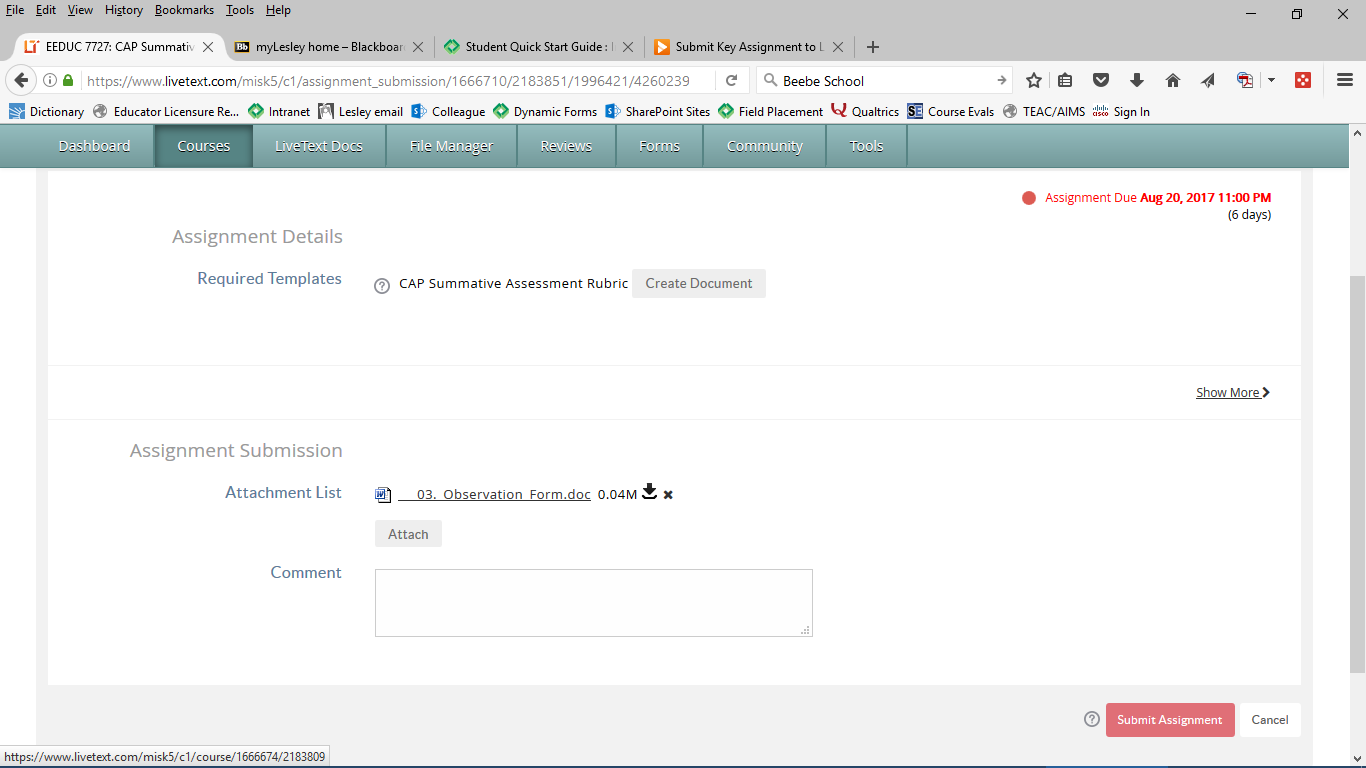 File Edit View History Bookmarks Tools Help
EEDUC 7727: CAP Summativ
myLesley home – Blackboar
Student Quick Start Guide :
Submit Key Assignment to L
https://www.livetext.com/misk5/c1/assignment_submission/1666710/2183851/1996421/4260239
Beebe School
Dictionary Educator Licensure Re... Intranet Lesley email Colleague Dynamic Forms SharePoint Sites Field Placement Qualtrics SE Course Evals TEAC/AIMS cisco Sign In
Dashboard Courses LiveText Docs File Manager Reviews Forms Community Tools
Assignment Due Aug 20, 2017 11:00 PM
(6 days)
Assignment Details
Required Templates
? CAP Summative Assessment Rubric Create Document
Show More
Assignment Submission
Attachment List
__03._Observation_Form.doc 0.04M
Attach
Comment
? Submit Assignment Cancel
https://www.livetext.com/misk5/c1/course/1666674/2183809